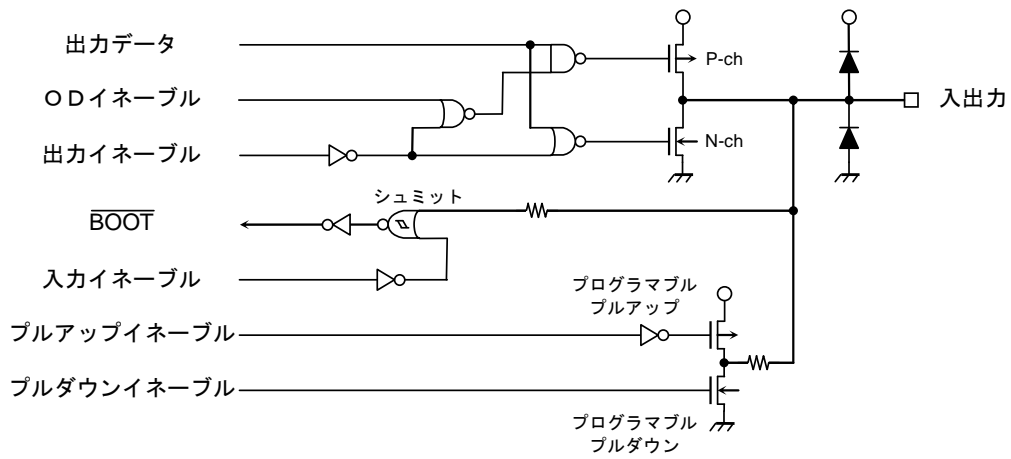 出力データ
P-ch
ＯＤイネーブル
入出力
出力イネーブル
N-ch
シュミット
BOOT
入力イネーブル
プログラマブル
プルアップ
プルアップイネーブル
プルダウンイネーブル
プログラマブル
プルダウン